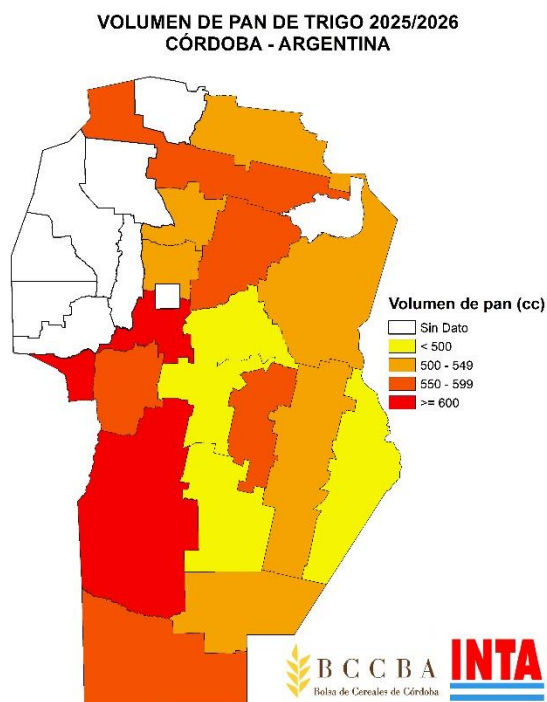 VOLUMEN DE PAN DE TRIGO 2025/2026
CÓRDOBA - ARGENTINA
Volumen de pan (cc)
Sin Dato
< 500
500 - 549
550 - 599
>= 600
BCCBA
Bolsa de Cereales de Córdoba
INTA